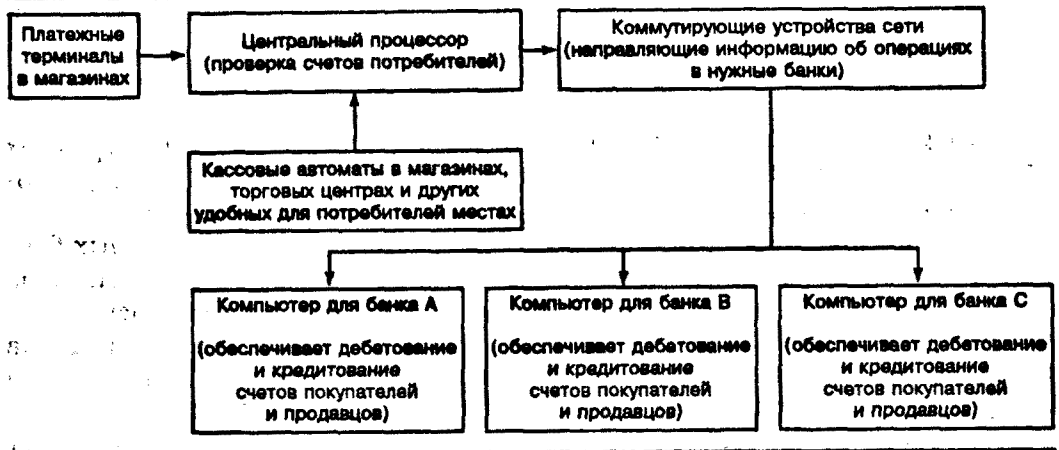 Платежные
терминалы
в магазинах
Центральный процессор
(проверка счетов потребителей)
Коммутирующие устройства сети
(направляющие информацию об операциях
в нужные банки)
Кассовые автоматы в магазинах,
торговых центрах и других
удобных для потребителей местах
Компьютер для банка А
(обеспечивает дебетование
и кредитование
счетов покупателей
и продавцов)
Компьютер для банка В
(обеспечивает дебетование
и кредитование
счетов покупателей
и продавцов)
Компьютер для банка С
(обеспечивает дебетование
и кредитование
счетов покупателей
и продавцов)